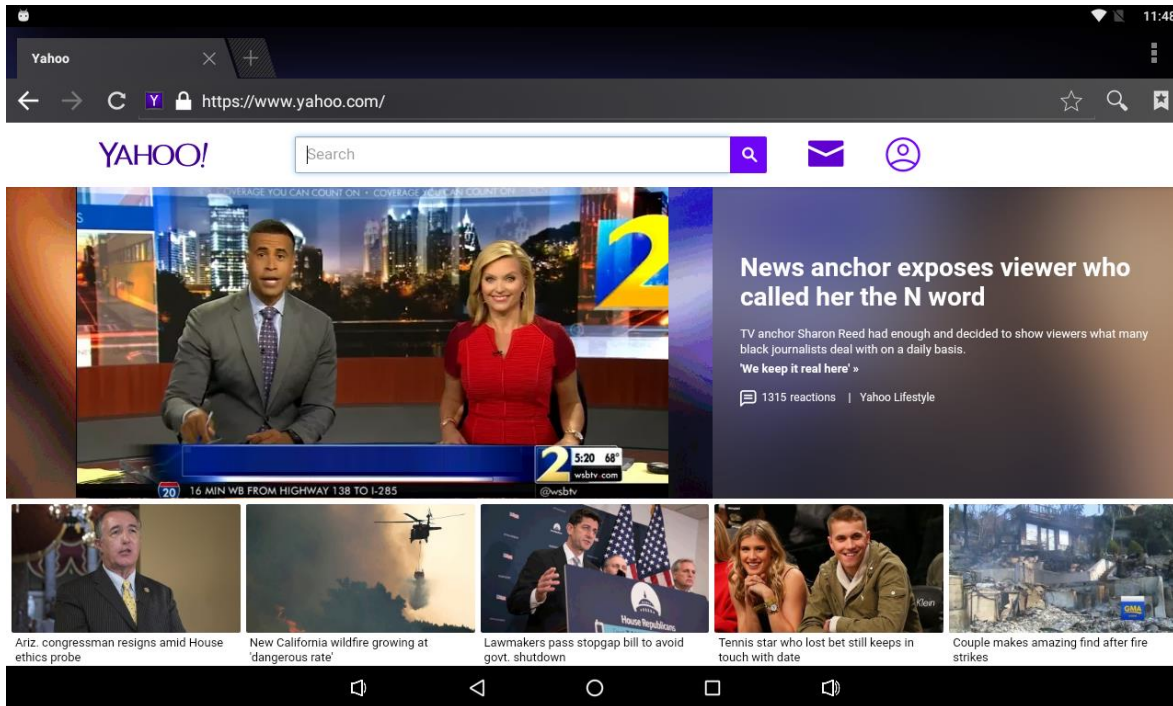 11:48
Yahoo
Y https://www.yahoo.com/
YAHOO!
Search
COVERAGE YOU CAN COUNT ON • COVERAGE YOU CAN COUNT ON
S
2
2 5:20 68°
wsbtv.com
20 16 MIN WB FROM HIGHWAY 138 TO I-285
@wsbtv
News anchor exposes viewer who
called her the N word
TV anchor Sharon Reed had enough and decided to show viewers what many
black journalists deal with on a daily basis.
'We keep it real here' »
1315 reactions | Yahoo Lifestyle
House Republicans
Klein
GMA
Ariz. congressman resigns amid House
ethics probe
New California wildfire growing at
'dangerous rate'
Lawmakers pass stopgap bill to avoid
govt. shutdown
Tennis star who lost bet still keeps in
touch with date
Couple makes amazing find after fire
strikes